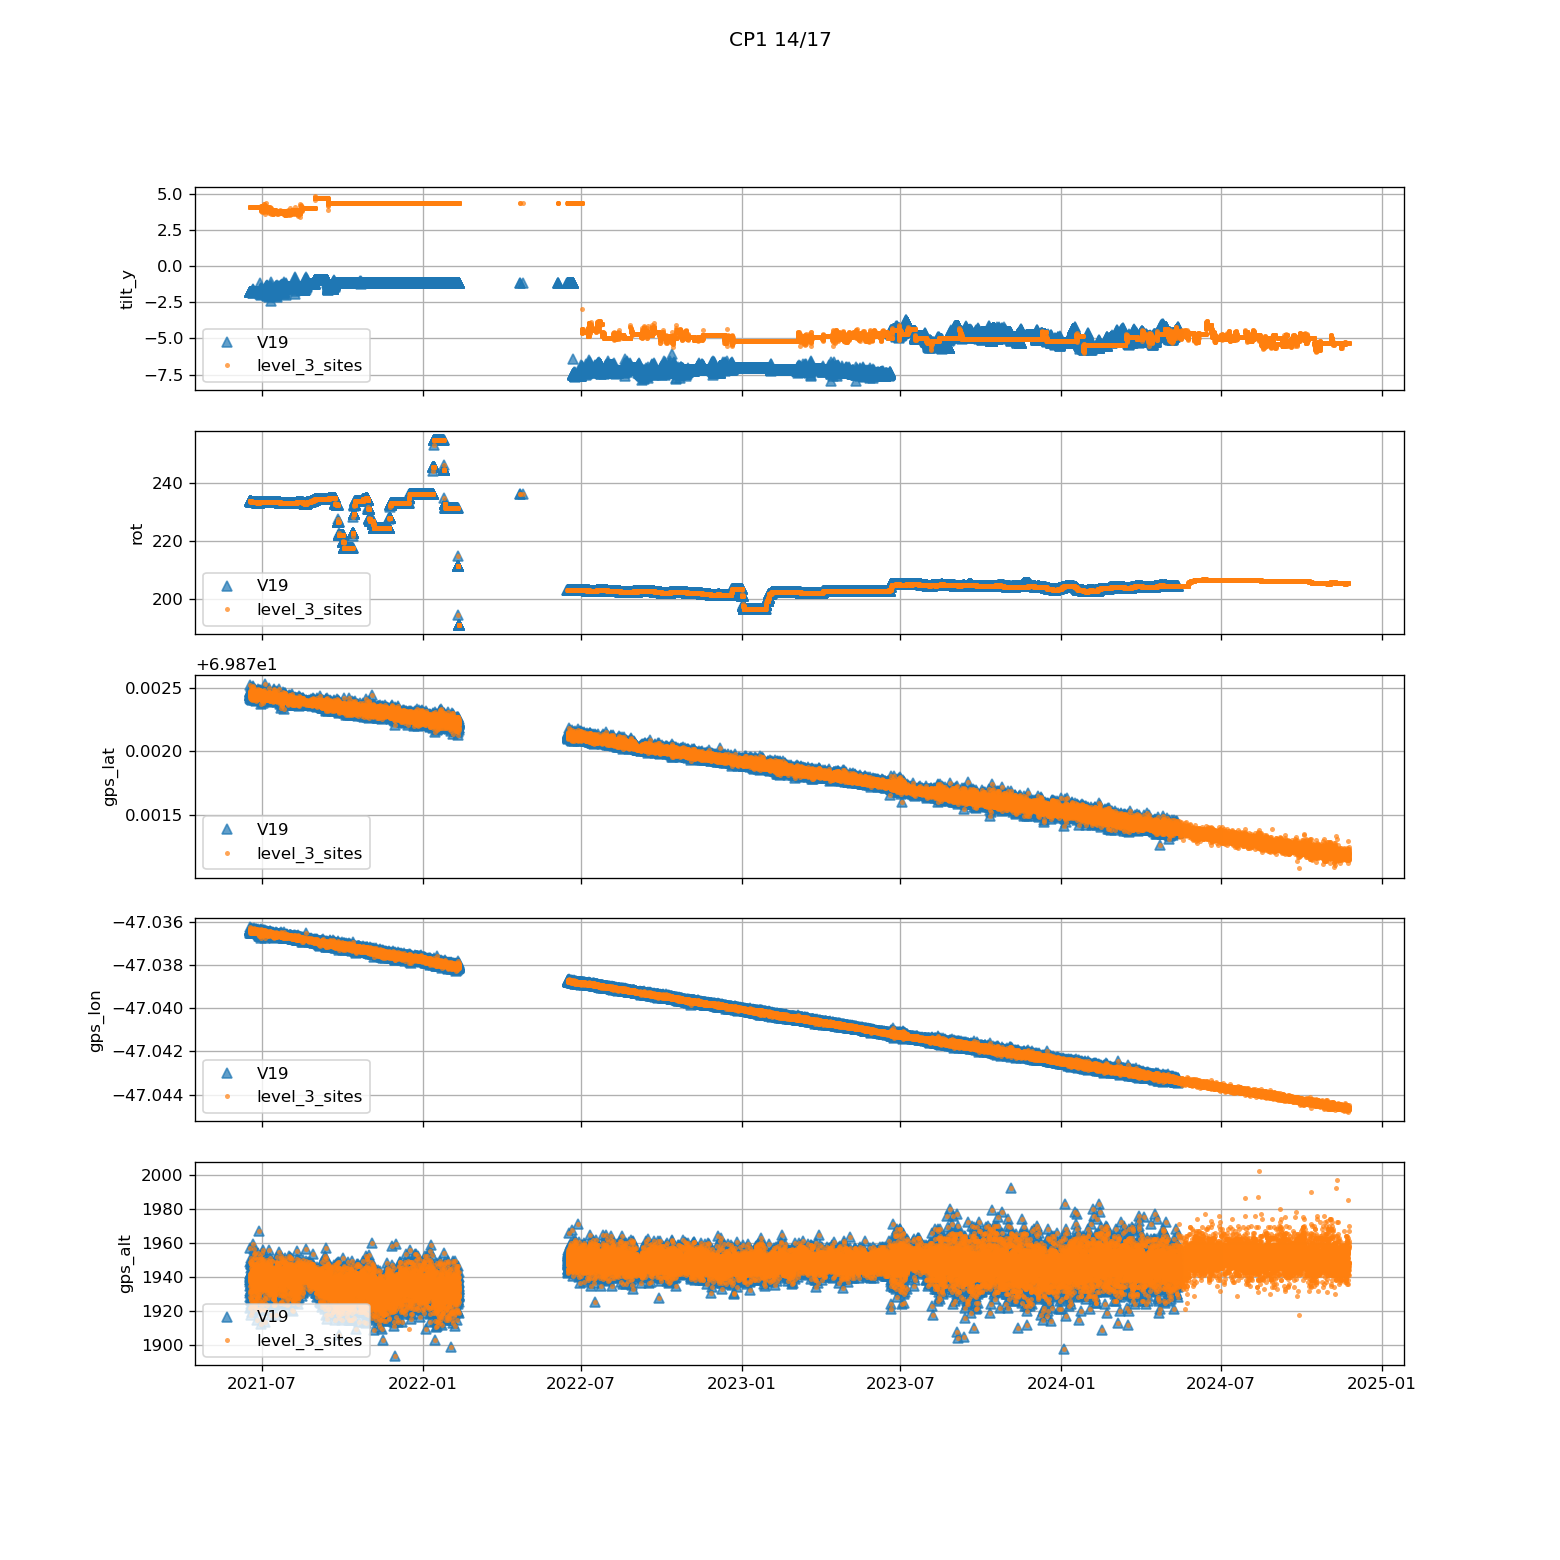 CP1 14/17
5.0
2.5
0.0
−2.5
−5.0
−7.5
tilt_y
V19
level_3_sites
240
220
200
rot
V19
level_3_sites
+6.987e1
0.0025
0.0020
0.0015
gps_lat
V19
level_3_sites
−47.036
−47.038
−47.040
−47.042
−47.044
gps_lon
V19
level_3_sites
2000
1980
1960
1940
1920
1900
gps_alt
V19
level_3_sites
2021-07 2022-01 2022-07 2023-01 2023-07 2024-01 2024-07 2025-01